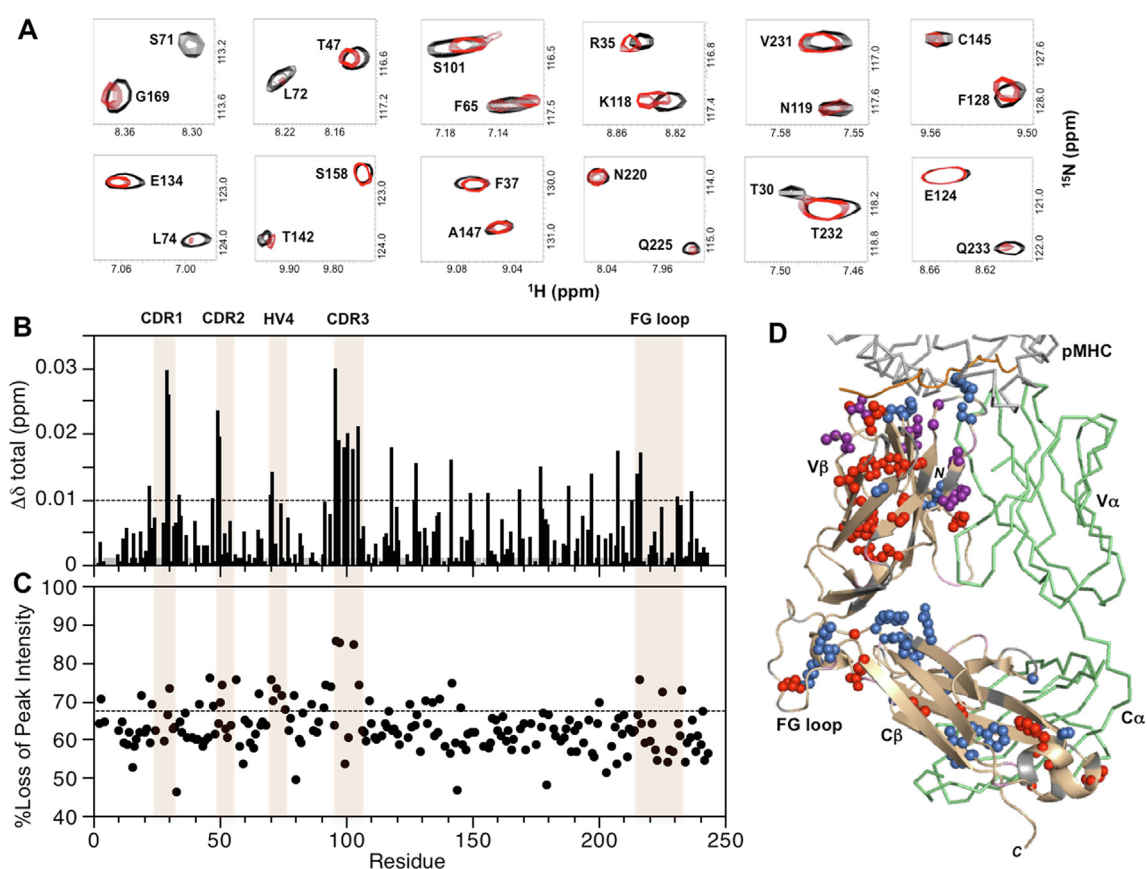 A
S71
G169
113.2
113.6
8.36
8.30
T47
L72
116.6
117.2
8.22
8.16
S101
F65
116.5
117.5
7.18
7.14
R35
K118
116.8
117.4
8.86
8.82
V231
N119
117.0
117.6
7.58
7.55
C145
F128
127.6
128.0
9.56
9.50
15N (ppm)
E134
L74
123.0
124.0
7.06
7.00
S158
T142
123.0
124.0
9.90
9.80
F37
A147
130.0
131.0
9.08
9.04
N220
Q225
114.0
115.0
8.04
7.96
T30
T232
118.2
118.8
7.50
7.46
E124
Q233
121.0
122.0
8.66
8.62
1H (ppm)
B
CDR1 CDR2 HV4 CDR3 FG loop
Δδ total (ppm)
0.03
0.02
0.01
0
C
%Loss of Peak Intensity
100
90
80
70
60
50
40
0 50 100 150 200 250
Residue
D
pMHC
Vβ
N
Vα
FG loop
Cβ
Cα
C